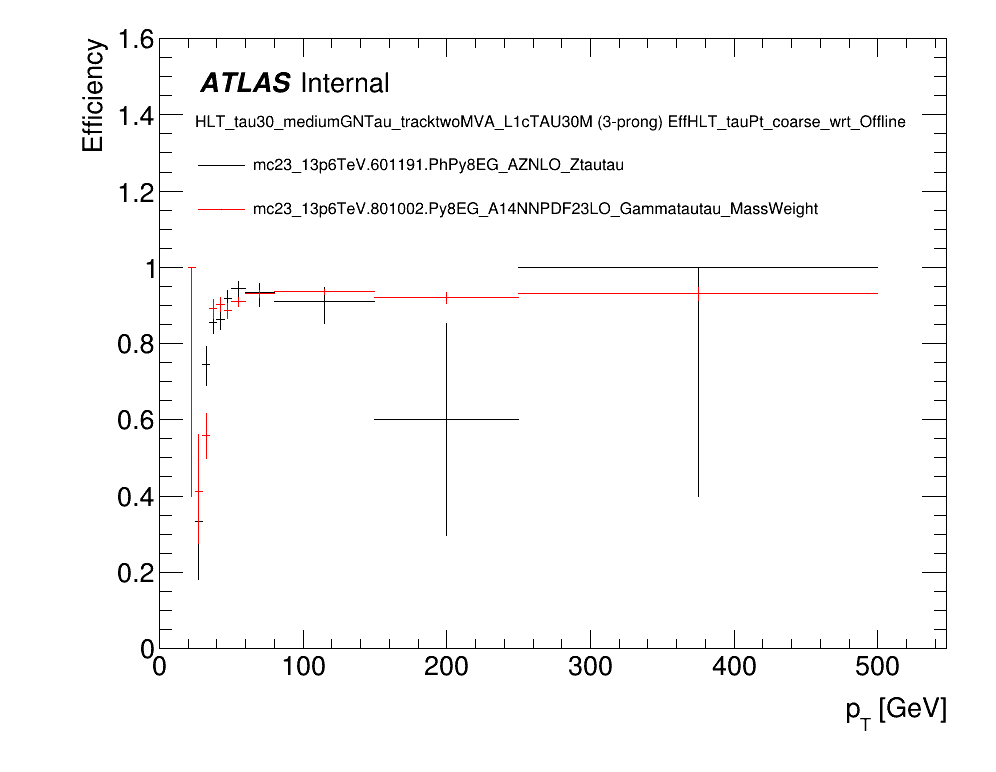 Efficiency
1.6
1.4
1.2
1
0.8
0.6
0.4
0.2
0
ATLAS Internal
HLT_tau30_mediumGNTau_tracktwoMVA_L1cTAU30M (3-prong) EffHLT_tauPt_coarse_wrt_Offline
mc23_13p6TeV.601191.PhPy8EG_AZNLO_Ztautau
mc23_13p6TeV.801002.Py8EG_A14NNPDF23LO_Gammatautau_MassWeight
0 100 200 300 400 500
p_T [GeV]